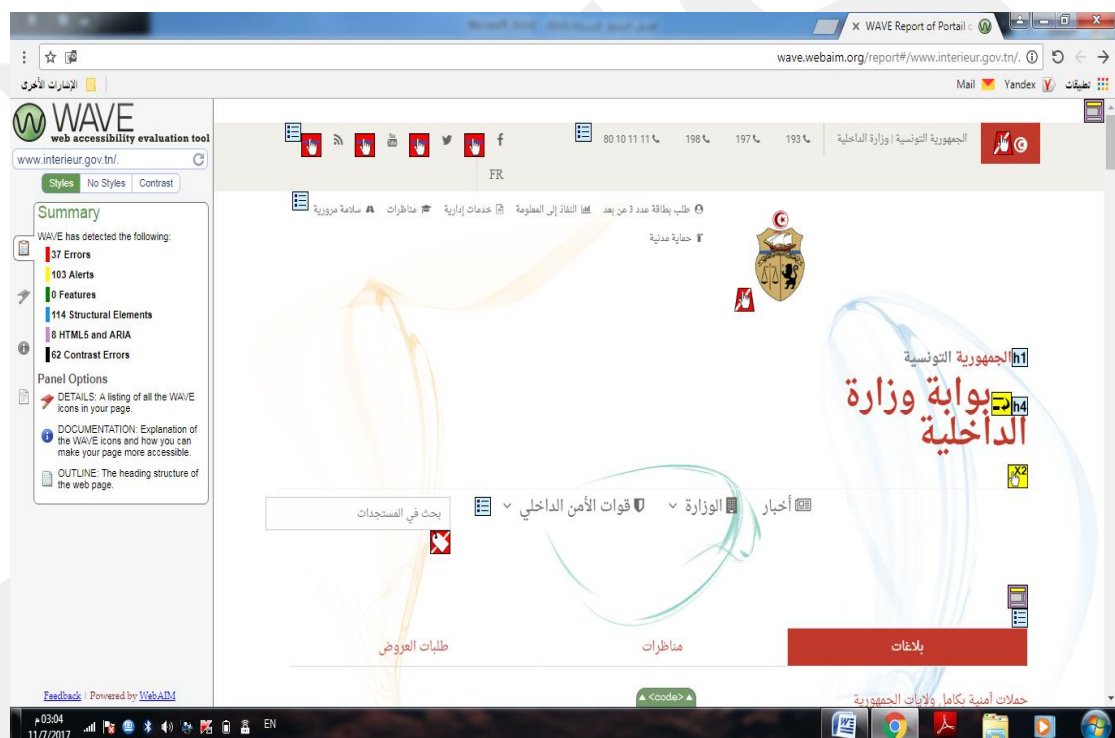 WAVE Report of Portail c
wave.webaim.org/report#/www.interieur.gov.tn/.
تطبيقات
Yandex
Mail
الإشارات الأخرى
WAVE
web accessibility evaluation tool
www.interieur.gov.tn/.
Styles
No Styles
Contrast
Summary
WAVE has detected the following:
37 Errors
103 Alerts
0 Features
114 Structural Elements
8 HTML5 and ARIA
62 Contrast Errors
Panel Options
DETAILS: A listing of all the WAVE
icons in your page.
DOCUMENTATION: Explanation of
the WAVE icons and how you can
make your page more accessible.
OUTLINE: The heading structure of
the web page.
Feedback | Powered by WebAIM
الجمهورية التونسية | وزارة الداخلية
193
197
198
80 10 11 11
You
FR
طلب بطاقة عدد 3 عن بعد
النفاذ إلى المعلومة
خدمات إدارية
مناظرات
سلامة مرورية
حماية مدنية
h1
الجمهورية التونسية
h4
بوابة وزارة
الداخلية
X2
أخبار
الوزارة
قوات الأمن الداخلي
بحث في المستجدات
بلاغات
مناظرات
طلبات العروض
<code>
حملات أمنية بكامل ولايات الجمهورية
EN
03:04 م
11/7/2017